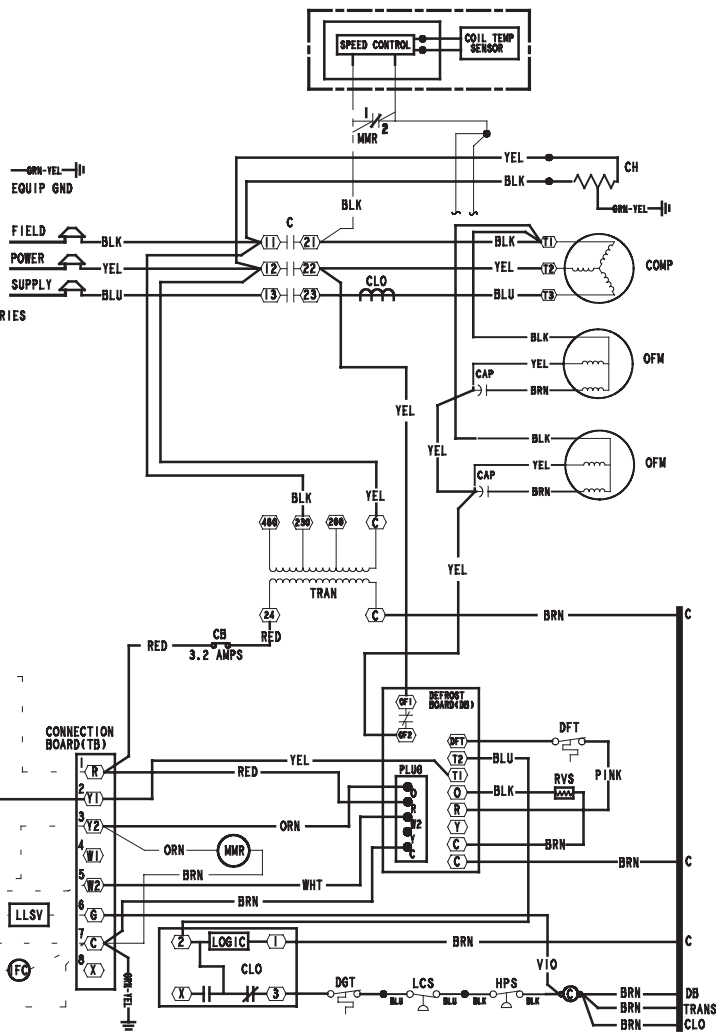 SPEED CONTROL
COIL TEMP
SENSOR
1
2
MMR
GRN-YEL
EQUIP GND
YEL
CH
BLK
GRN-YEL
BLK
FIELD
BLK
C
11
21
BLK
T1
POWER
YEL
12
22
YEL
T2
COMP
SUPPLY
BLU
13
23
CLO
BLU
T3
RIES
BLK
OFM
YEL
CAP
BRN
YEL
YEL
BLK
YEL
OFM
CAP
BRN
BLK
YEL
460
230
200
C
YEL
TRAN
24
C
BRN
C
CB
RED
RED
3.2 AMPS
OF1
DEFROST
BOARD(DB)
OF2
DFT
DFT
CONNECTION
BOARD(TB)
T2
BLU
YEL
T1
PINK
1
R
RED
PLUG
RVS
2
Y1
O
O
BLK
R
R
3
Y2
ORN
W2
Y
4
W1
ORN
MMR
Y
C
BRN
BRN
C
C
BRN
C
5
W2
WHT
6
G
BRN
LLSV
7
C
2
LOGIC
1
BRN
C
8
X
IFC
CLO
VIO
GRN-YEL
X
3
DGT
LCS
HPS
BLU
BLU
BLK
BLK
C
BRN
DB
BRN
TRANS
BRN
CLO